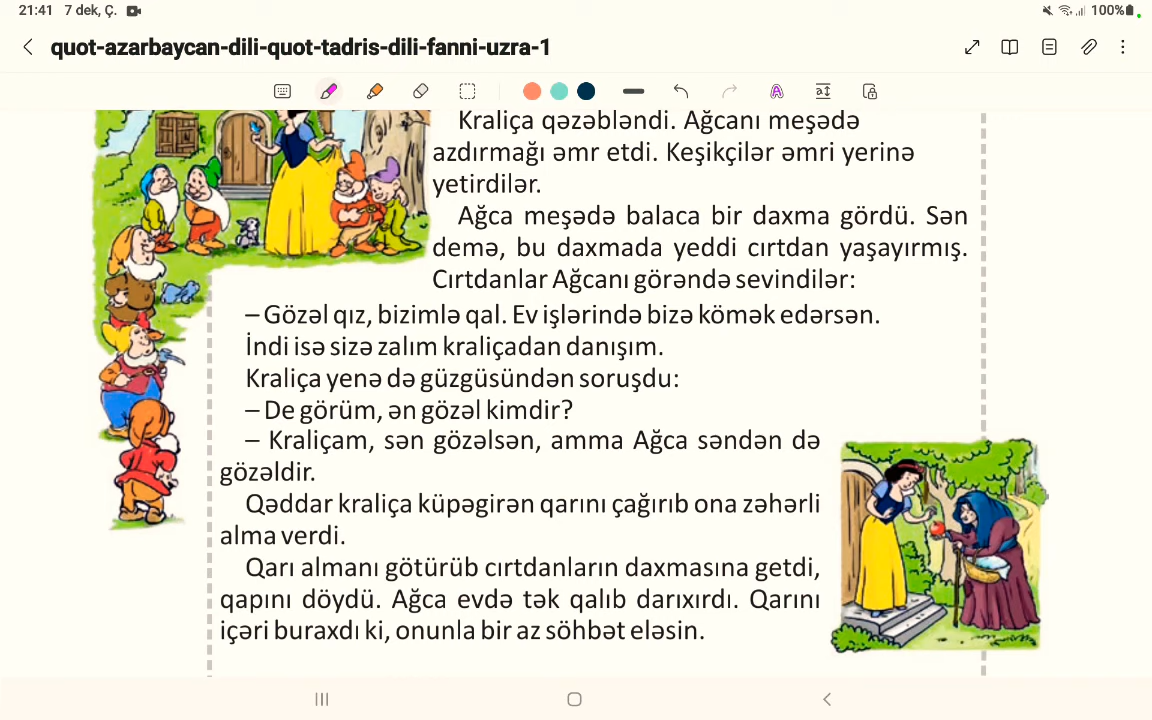 21:41 7 dek, Ç. 100%
quot-azarbaycan-dili-quot-tadris-dili-fanni-uzra-1
Kraliça qəzəbləndi. Ağcanı meşədə
azdırmağı əmr etdi. Keşikçilər əmri yerinə
yetirdilər.
Ağca meşədə balaca bir daxma gördü. Sən
demə, bu daxmada yeddi cırtdan yaşayırmış.
Cırtdanlar Ağcanı görəndə sevindilər:
– Gözəl qız, bizimlə qal. Ev işlərində bizə kömək edərsən.
İndi isə sizə zalım kraliçadan danışım.
Kraliça yenə də güzgüsündən soruşdu:
– De görüm, ən gözəl kimdir?
– Kraliçam, sən gözəlsən, amma Ağca səndən də
gözəldir.
Qəddar kraliça küpəgirən qarını çağırıb ona zəhərli
alma verdi.
Qarı almanı götürüb cırtdanların daxmasına getdi,
qapını döydü. Ağca evdə tək qalıb darıxırdı. Qarını
içəri buraxdı ki, onunla bir az söhbət eləsin.